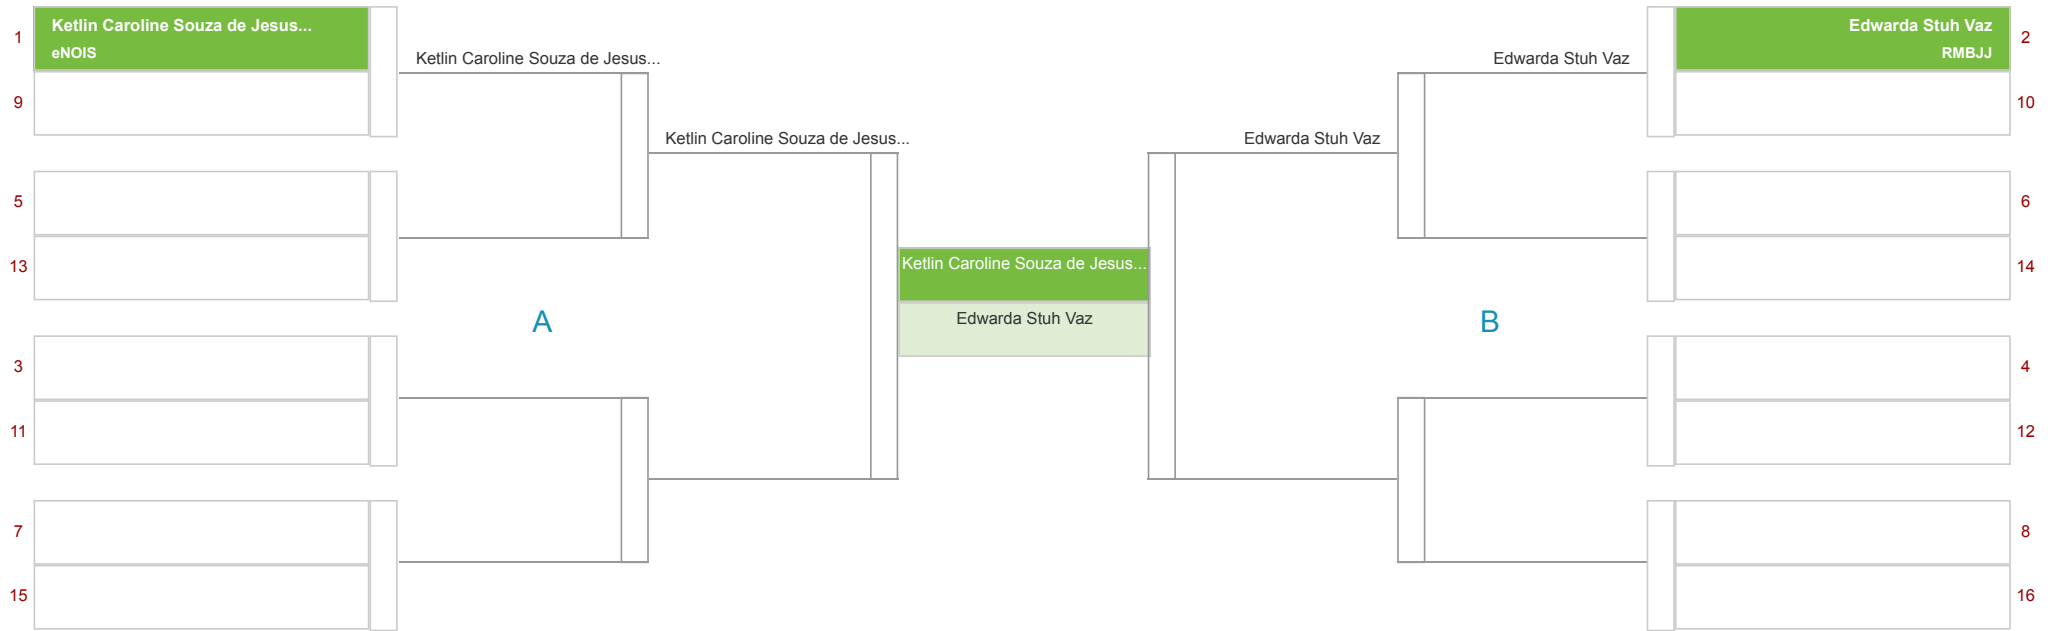 1
Ketlin Caroline Souza de Jesus...
eNOIS
9
5
13
3
11
7
15
Ketlin Caroline Souza de Jesus...
Ketlin Caroline Souza de Jesus...
A
Ketlin Caroline Souza de Jesus...
Edwarda Stuh Vaz
B
Edwarda Stuh Vaz
Edwarda Stuh Vaz
Edwarda Stuh Vaz
RMBJJ
2
10
6
14
4
12
8
16